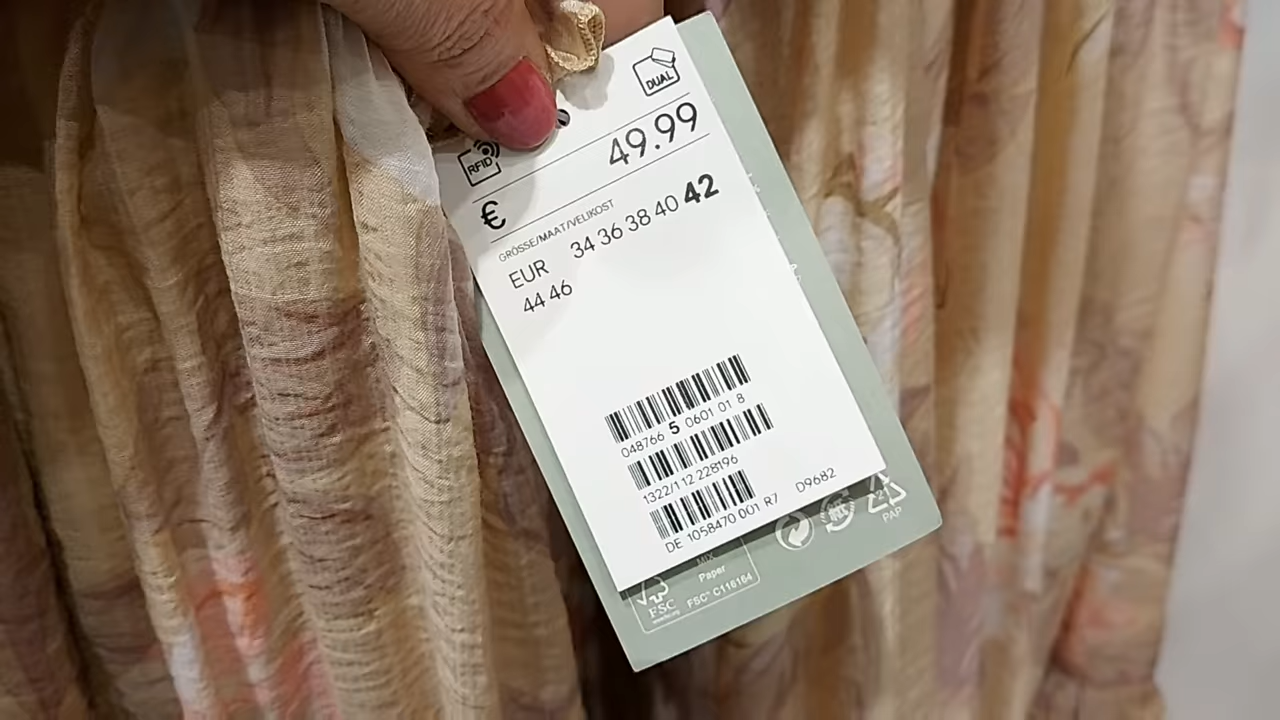 DUAL
RFID
€ 49.99
GRÖSSE/MAAT/VELIKOST
EUR 34 36 38 40 42
44 46
048766 5 0601 01 8
1322/1 12 228196
DE 1058470 001 R7 D9682
PAP
MIX
Paper
FSC
FSC® C116164